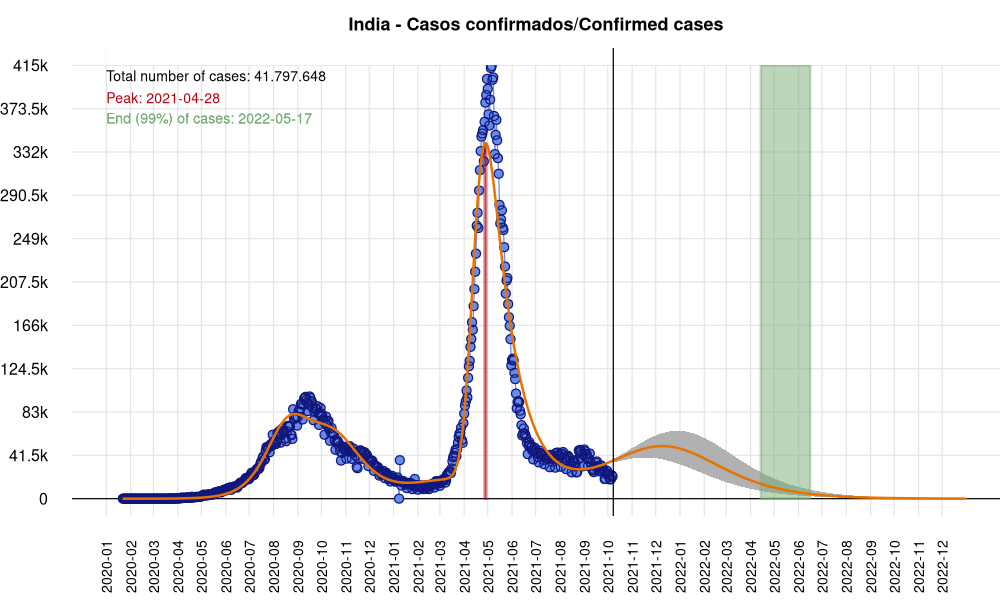 India - Casos confirmados/Confirmed cases
415k
Total number of cases: 41.797.648
Peak: 2021-04-28
373.5k
End (99%) of cases: 2022-05-17
332k
290.5k
249k
207.5k
166k
124.5k
83k
41.5k
0
2020-01
2020-02
2020-03
2020-04
2020-05
2020-06
2020-07
2020-08
2020-09
2020-10
2020-11
2020-12
2021-01
2021-02
2021-03
2021-04
2021-05
2021-06
2021-07
2021-08
2021-09
2021-10
2021-11
2021-12
2022-01
2022-02
2022-03
2022-04
2022-05
2022-06
2022-07
2022-08
2022-09
2022-10
2022-11
2022-12